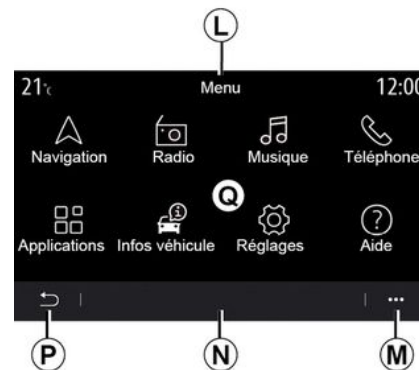 L
21°c Menu 12:00
Navigation Radio Musique Téléphone
Q
Applications Infos véhicule Réglages Aide
P N M